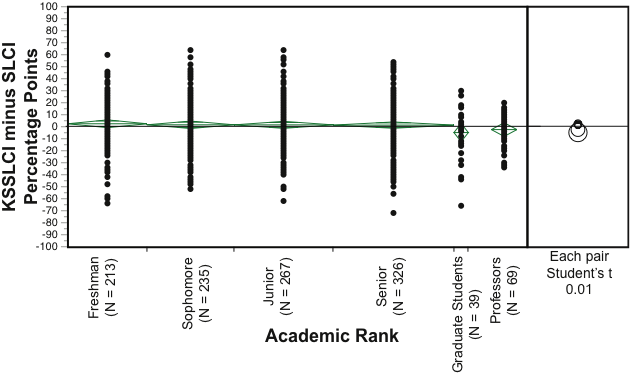 KSSLCI minus SLCI
Percentage Points
100
90
80
70
60
50
40
30
20
10
0
-10
-20
-30
-40
-50
-60
-70
-80
-90
-100
Freshman
(N = 213)
Sophomore
(N = 235)
Junior
(N = 267)
Senior
(N = 326)
Graduate Students
(N = 39)
Professors
(N = 69)
Each pair
Student's t
0.01
Academic Rank